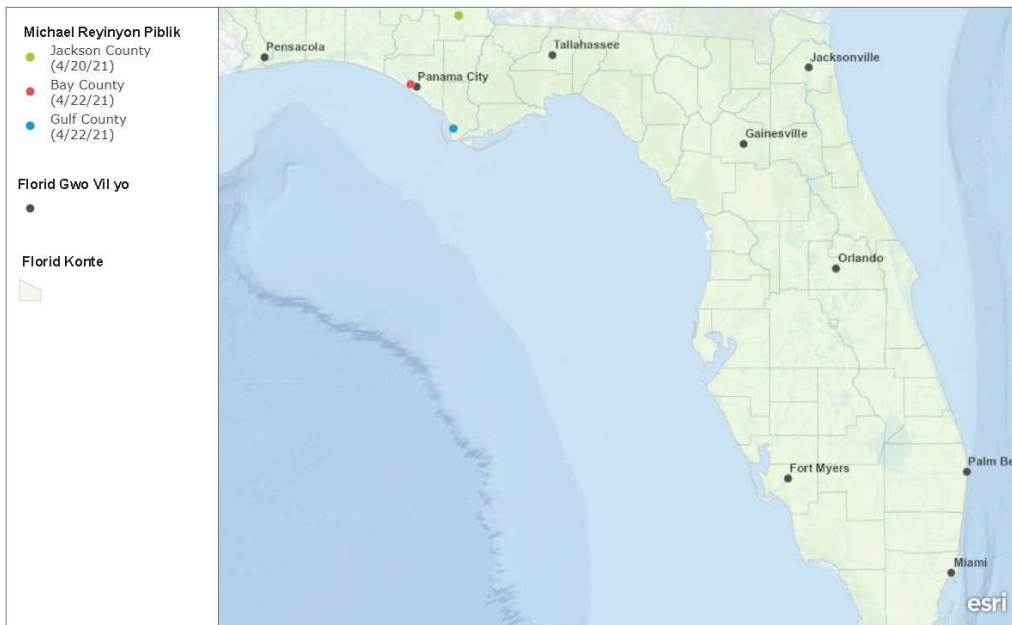 Michael Reyinyon Piblik
Jackson County
(4/20/21)
Bay County
(4/22/21)
Gulf County
(4/22/21)
Florid Gwo Vil yo
Florid Konte
Pensacola
Tallahassee
Jacksonville
Panama City
Gainesville
Orlando
Fort Myers
Palm Be
Miami
esri